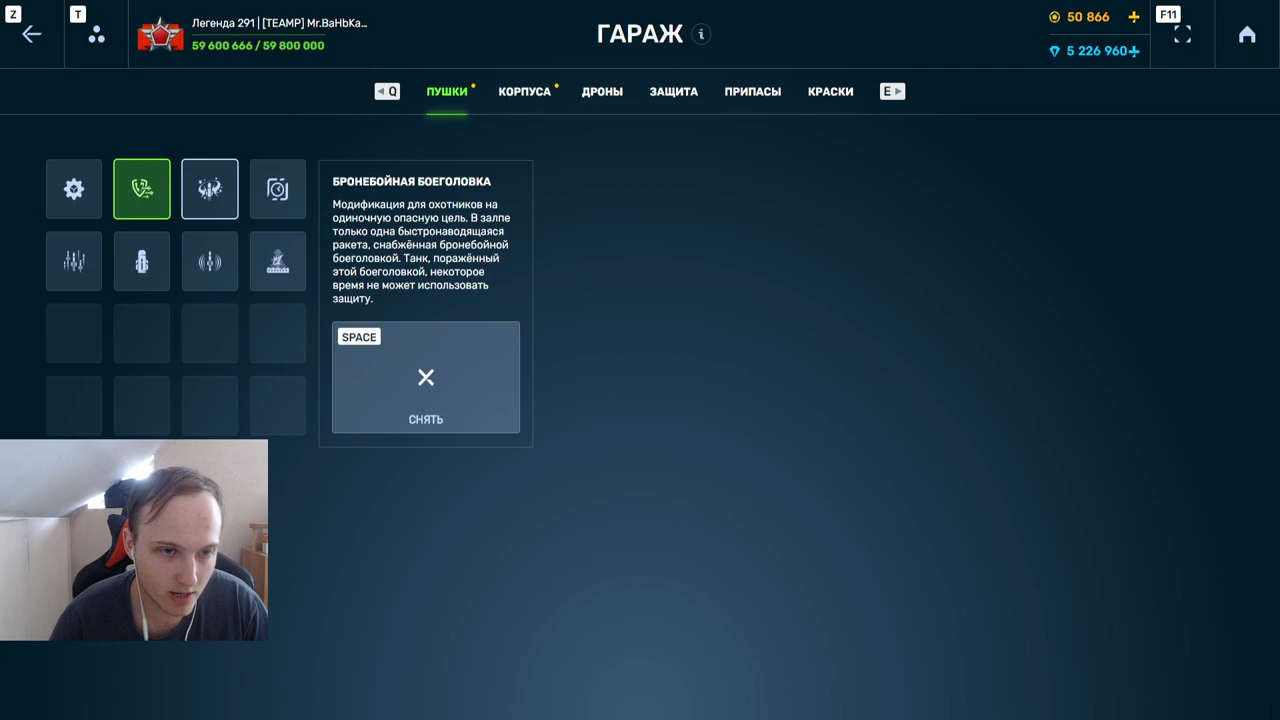 Z
T
Легенда 291 | [TEAMP] Mr.BaHbKa...
59 600 666 / 59 800 000
ГАРАЖ
i
50 866
5 226 960
F11
Q
ПУШКИ
КОРПУСА
ДРОНЫ
ЗАЩИТА
ПРИПАСЫ
КРАСКИ
E
БРОНЕБОЙНАЯ БОЕГОЛОВКА
Модификация для охотников на
одиночную опасную цель. В залпе
только одна быстронаводящаяся
ракета, снабжённая бронебойной
боеголовкой. Танк, поражённый
этой боеголовкой, некоторое
время не может использовать
защиту.
SPACE
СНЯТЬ